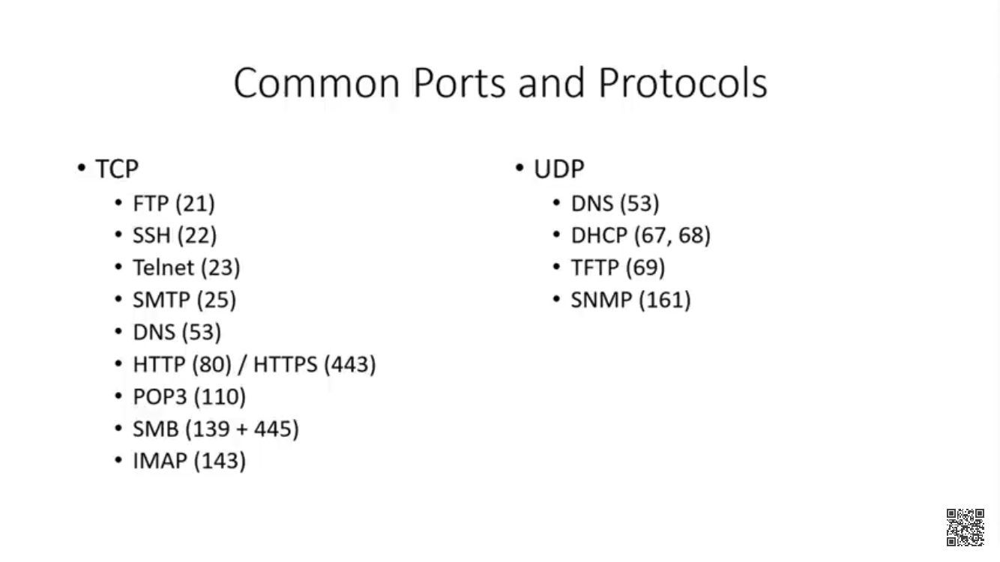 Common Ports and Protocols
• TCP
• FTP (21)
• SSH (22)
• Telnet (23)
• SMTP (25)
• DNS (53)
• HTTP (80) / HTTPS (443)
• POP3 (110)
• SMB (139 + 445)
• IMAP (143)
• UDP
• DNS (53)
• DHCP (67, 68)
• TFTP (69)
• SNMP (161)